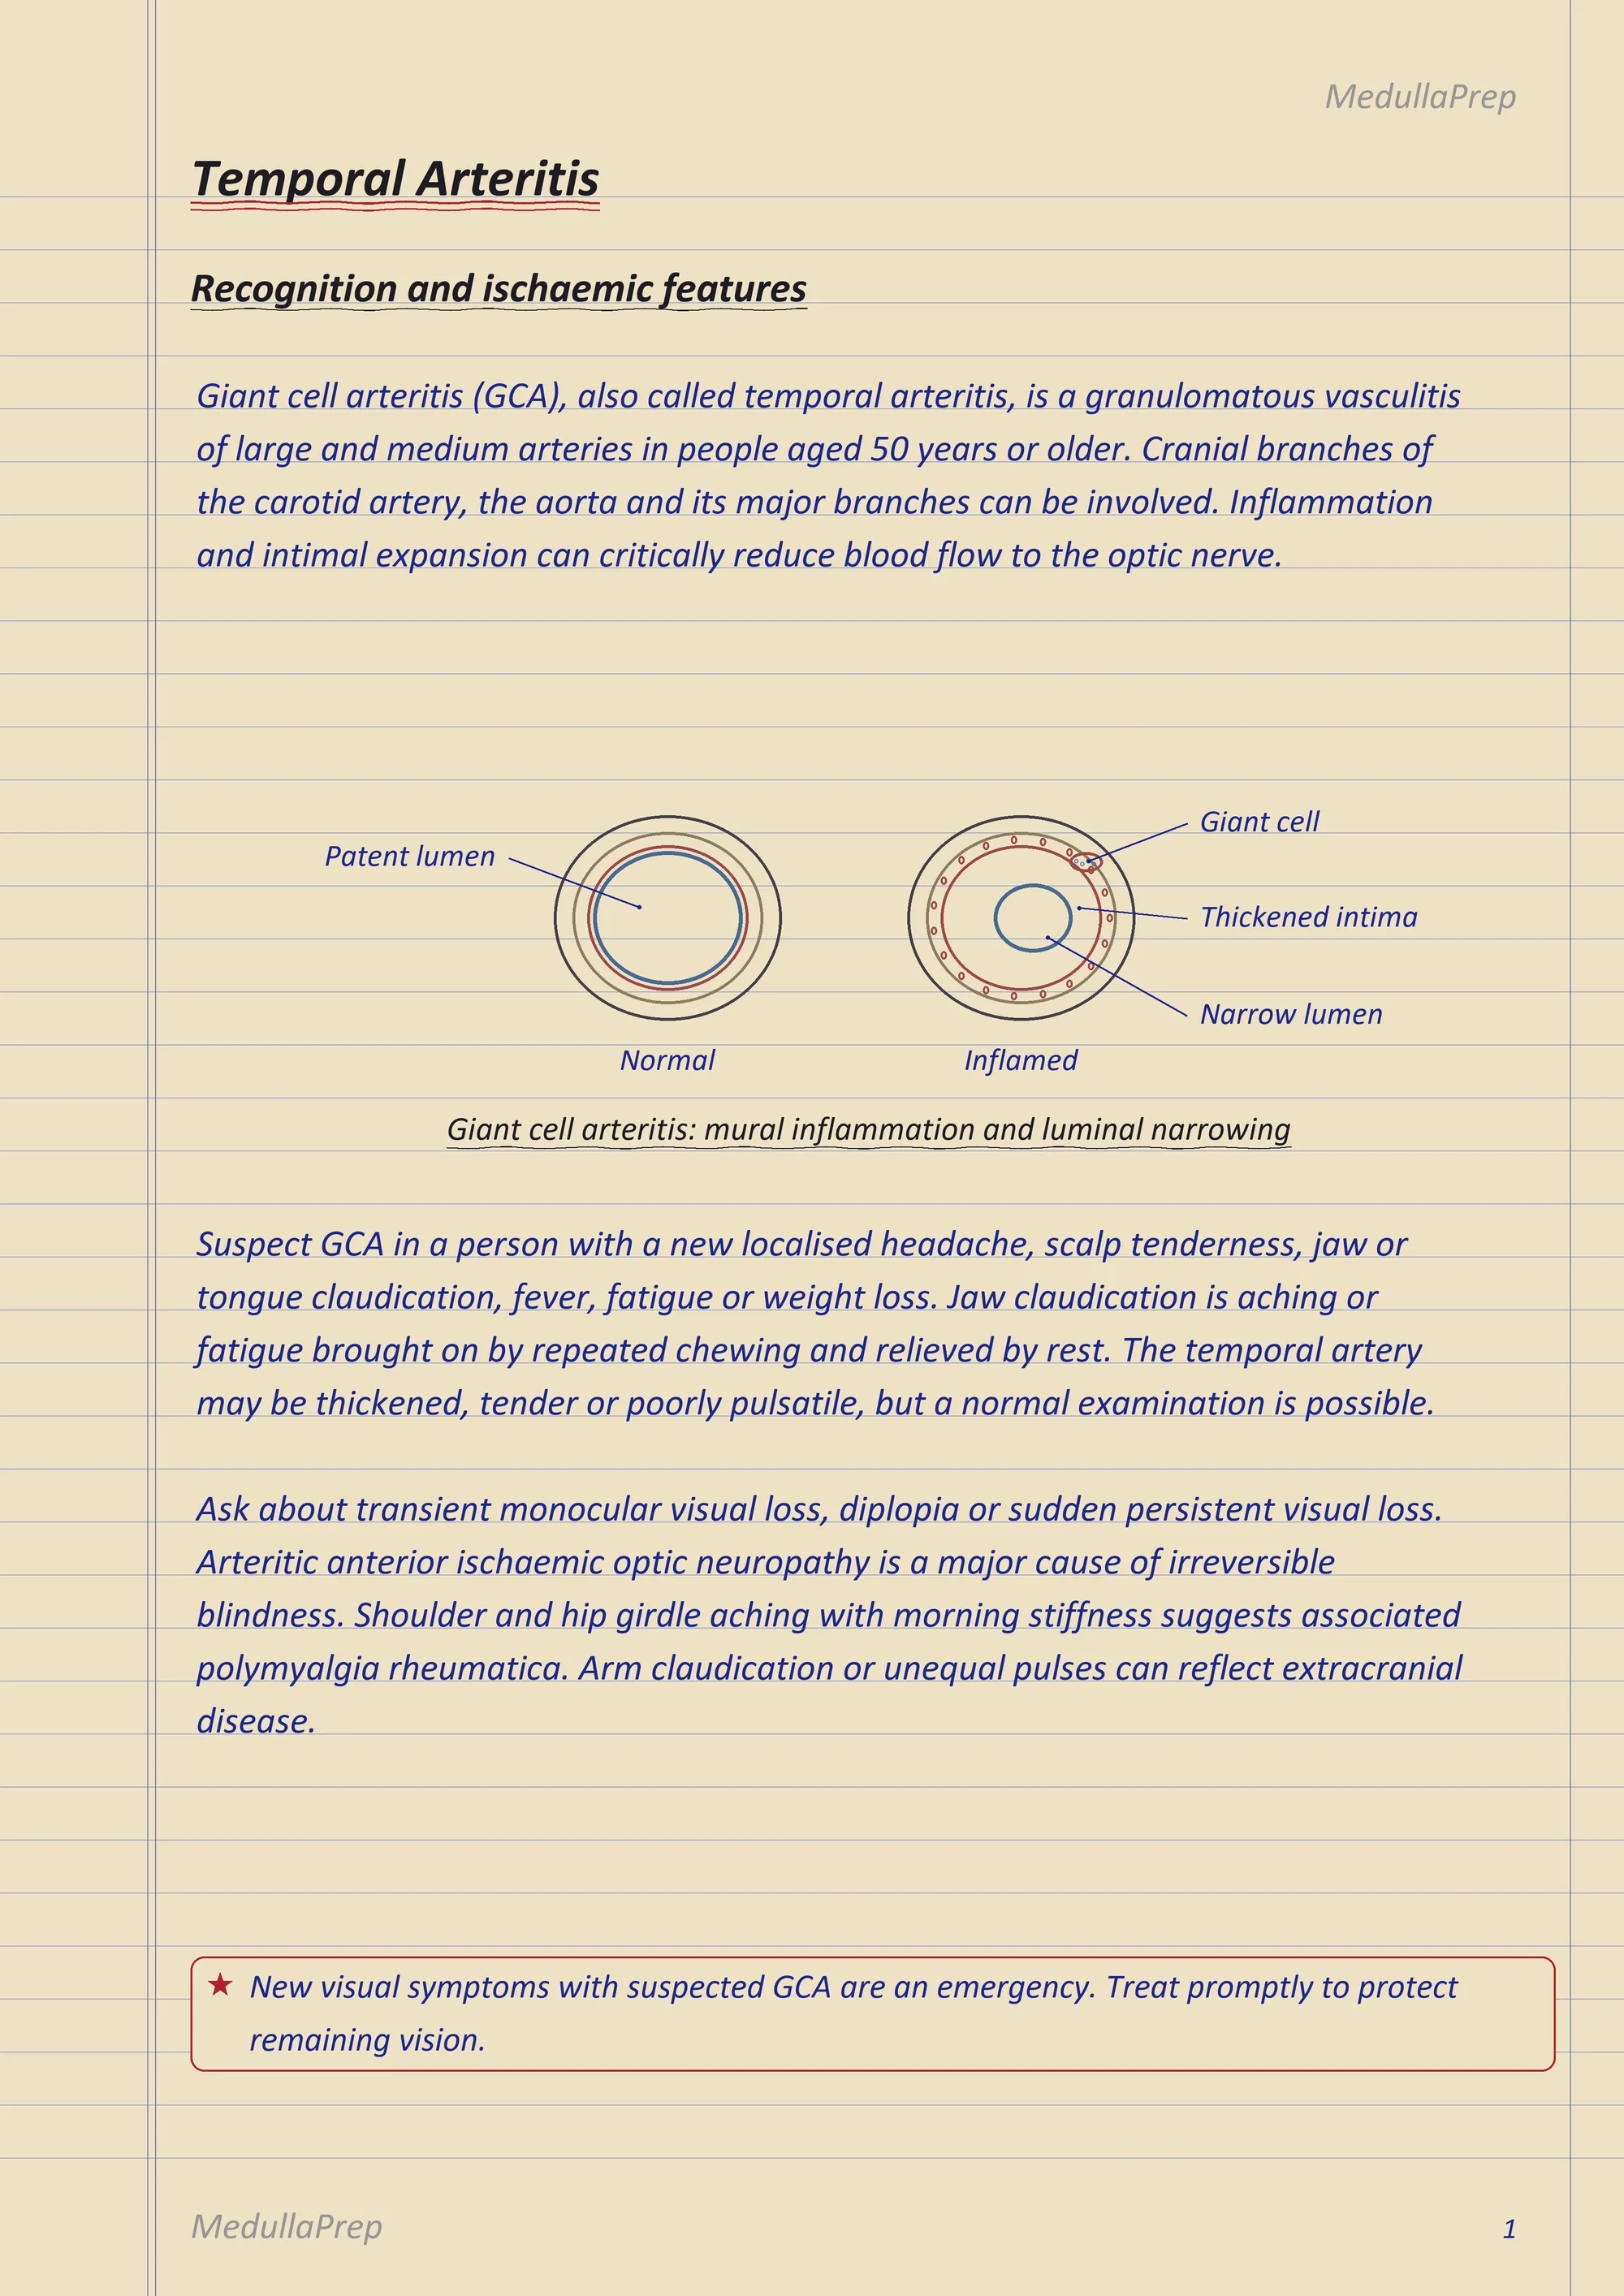 MedullaPrep
Temporal Arteritis
Recognition and ischaemic features
Giant cell arteritis (GCA), also called temporal arteritis, is a granulomatous vasculitis
of large and medium arteries in people aged 50 years or older. Cranial branches of
the carotid artery, the aorta and its major branches can be involved. Inflammation
and intimal expansion can critically reduce blood flow to the optic nerve.
Giant cell
Patent lumen
Thickened intima
Narrow lumen
Normal
Inflamed
Giant cell arteritis: mural inflammation and luminal narrowing
Suspect GCA in a person with a new localised headache, scalp tenderness, jaw or
tongue claudication, fever, fatigue or weight loss. Jaw claudication is aching or
fatigue brought on by repeated chewing and relieved by rest. The temporal artery
may be thickened, tender or poorly pulsatile, but a normal examination is possible.
Ask about transient monocular visual loss, diplopia or sudden persistent visual loss.
Arteritic anterior ischaemic optic neuropathy is a major cause of irreversible
blindness. Shoulder and hip girdle aching with morning stiffness suggests associated
polymyalgia rheumatica. Arm claudication or unequal pulses can reflect extracranial
disease.
★ New visual symptoms with suspected GCA are an emergency. Treat promptly to protect
remaining vision.
MedullaPrep
1